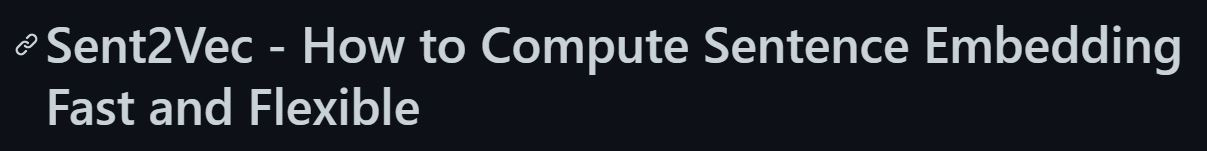 Sent2Vec - How to Compute Sentence Embedding
Fast and Flexible